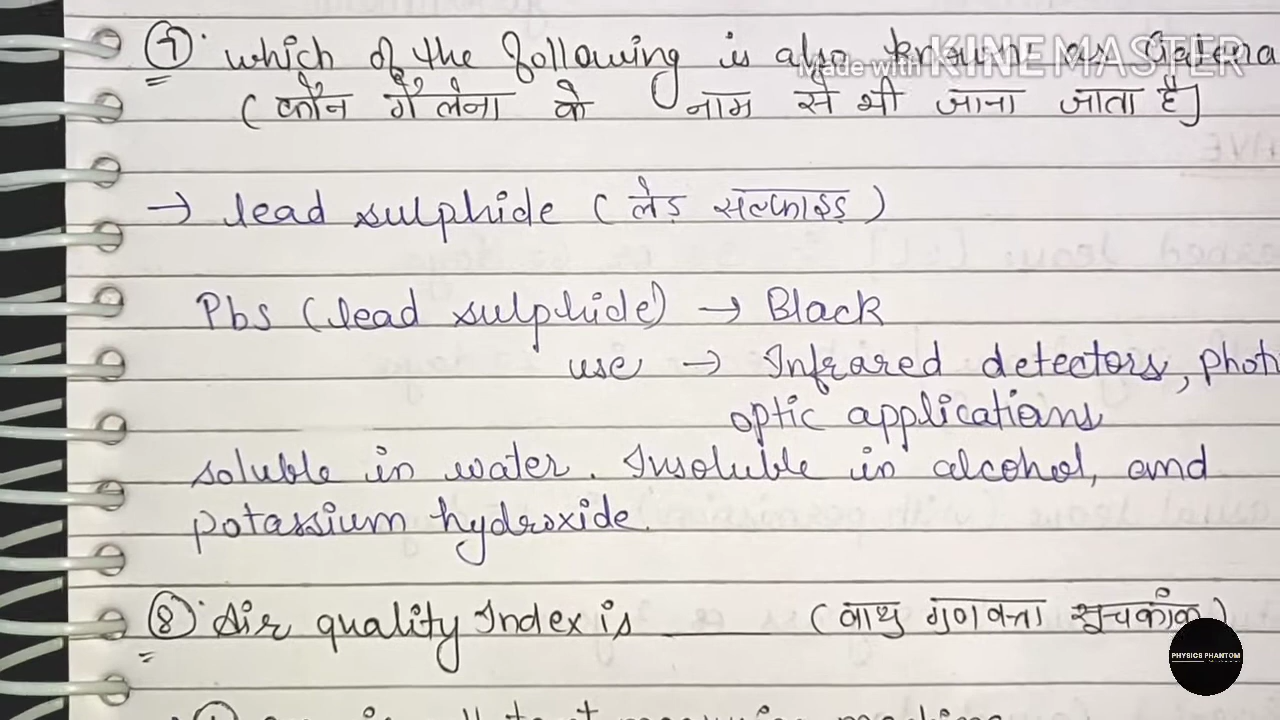 7. which of the following is also known as Galena
(कौन गैलेना के नाम से भी जाना जाता है)
Made with KINEMASTER
→ lead sulphide (लेड सल्फाइड)
Pbs (lead sulphide) → Black
use → Infrared detectors, phot
optic applications
soluble in water. Insoluble in alcohol, and
potassium hydroxide.
8. Air quality Index is ____ (वायु गुणवत्ता सूचकांक)
PHYSICS PHANTOM